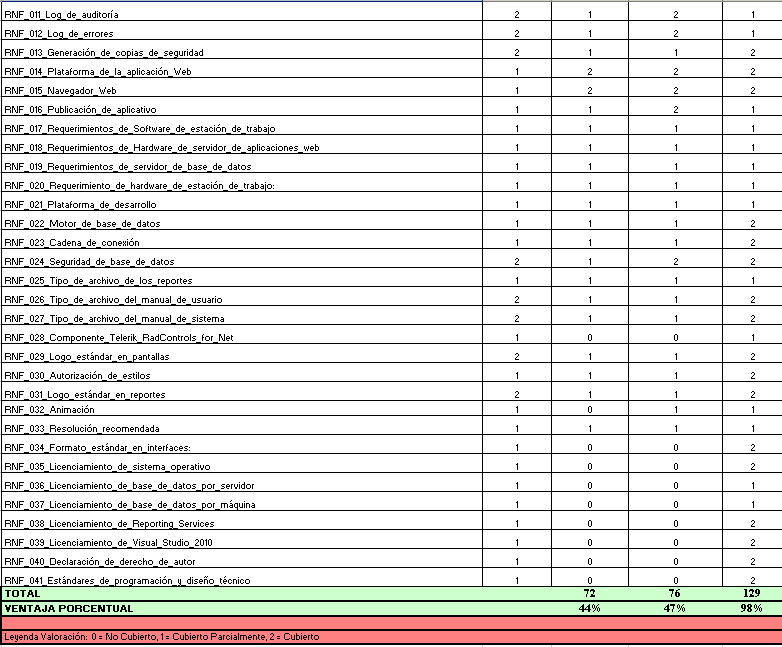 RNF_011_Log_de_auditoría 2 1 2 1
RNF_012_Log_de_errores 2 1 2 1
RNF_013_Generación_de_copias_de_seguridad 2 1 1 2
RNF_014_Plataforma_de_la_aplicación_Web 1 2 2 2
RNF_015_Navegador_Web 1 2 2 2
RNF_016_Publicación_de_aplicativo 1 1 2 1
RNF_017_Requerimientos_de_Software_de_estación_de_trabajo 1 1 1 1
RNF_018_Requerimientos_de_Hardware_de_servidor_de_aplicaciones_web 1 1 1 1
RNF_019_Requerimientos_de_servidor_de_base_de_datos 1 1 1 1
RNF_020_Requerimiento_de_hardware_de_estación_de_trabajo: 1 1 1 1
RNF_021_Plataforma_de_desarrollo 1 1 1 1
RNF_022_Motor_de_base_de_datos 1 1 1 2
RNF_023_Cadena_de_conexión 1 1 1 2
RNF_024_Seguridad_de_base_de_datos 2 1 2 2
RNF_025_Tipo_de_archivo_de_los_reportes 1 1 1 1
RNF_026_Tipo_de_archivo_del_manual_de_usuario 2 1 1 2
RNF_027_Tipo_de_archivo_del_manual_de_sistema 2 1 1 2
RNF_028_Componente_Telerik_RadControls_for_Net 1 0 0 1
RNF_029_Logo_estándar_en_pantallas 2 1 1 2
RNF_030_Autorización_de_estilos 1 1 1 2
RNF_031_Logo_estándar_en_reportes 2 1 1 2
RNF_032_Animación 1 0 1 1
RNF_033_Resolución_recomendada 1 1 1 1
RNF_034_Formato_estándar_en_interfaces: 1 0 0 2
RNF_035_Licenciamiento_de_sistema_operativo 1 0 0 2
RNF_036_Licenciamiento_de_base_de_datos_por_servidor 1 0 0 1
RNF_037_Licenciamiento_de_base_de_datos_por_máquina 1 0 0 1
RNF_038_Licenciamiento_de_Reporting_Services 1 0 0 2
RNF_039_Licenciamiento_de_Visual_Studio_2010 1 0 0 2
RNF_040_Declaración_de_derecho_de_autor 1 0 0 2
RNF_041_Estándares_de_programación_y_diseño_técnico 1 0 0 2
TOTAL 72 76 129
VENTAJA PORCENTUAL 44% 47% 98%
Leyenda Valoración: 0 = No Cubierto, 1= Cubierto Parcialmente, 2 = Cubierto